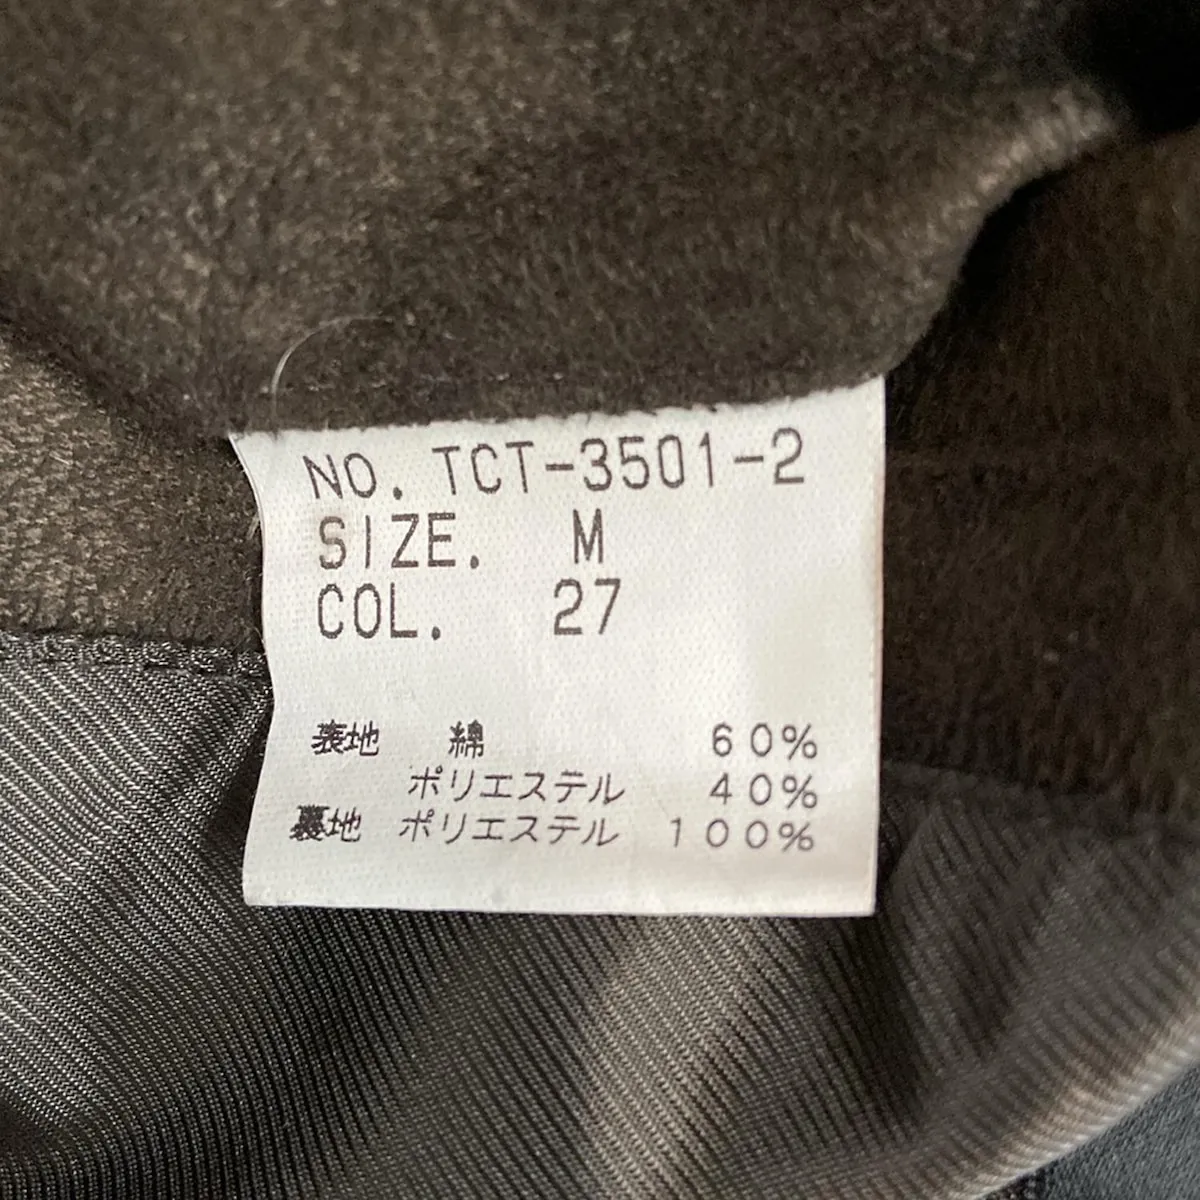 NO. TCT-3501-2
SIZE. M
COL. 27
表地 綿 60%
ポリエステル 40%
裏地 ポリエステル 100%